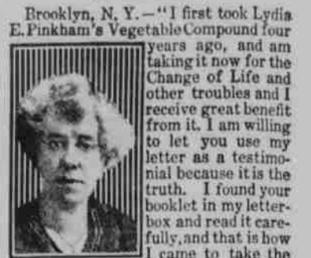 Brooklyn, N. Y.—"I first took Lydia
E. Pinkham's Vegetable Compound four
years ago, and am
taking it now for the
Change of Life and
other troubles and I
receive great benefit
from it. I am willing
to let you use my
letter as a testimo-
nial because it is the
truth. I found your
booklet in my letter-
box and read it care-
fully, and that is how
I came to take the